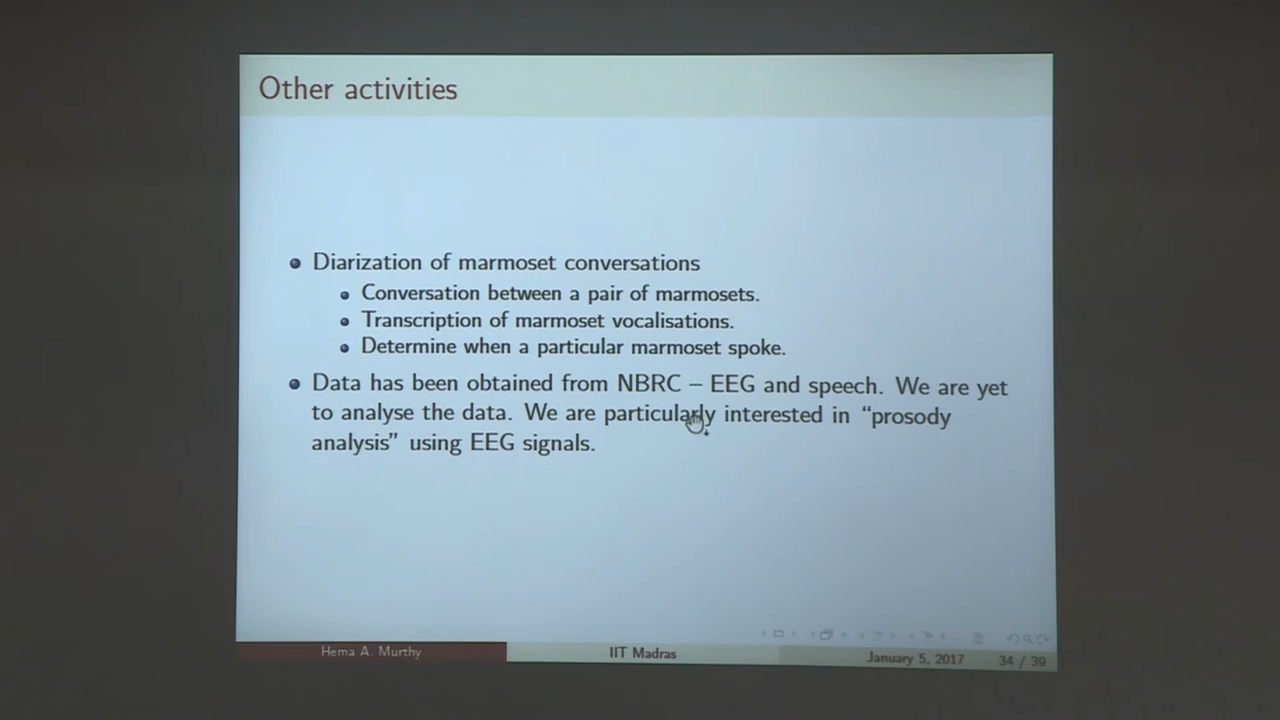 Other activities
Diarization of marmoset conversations
Conversation between a pair of marmosets.
Transcription of marmoset vocalisations.
Determine when a particular marmoset spoke.
Data has been obtained from NBRC – EEG and speech. We are yet
to analyse the data. We are particularly interested in “prosody
analysis” using EEG signals.
Hema A. Murthy IIT Madras January 5, 2017 34 / 39